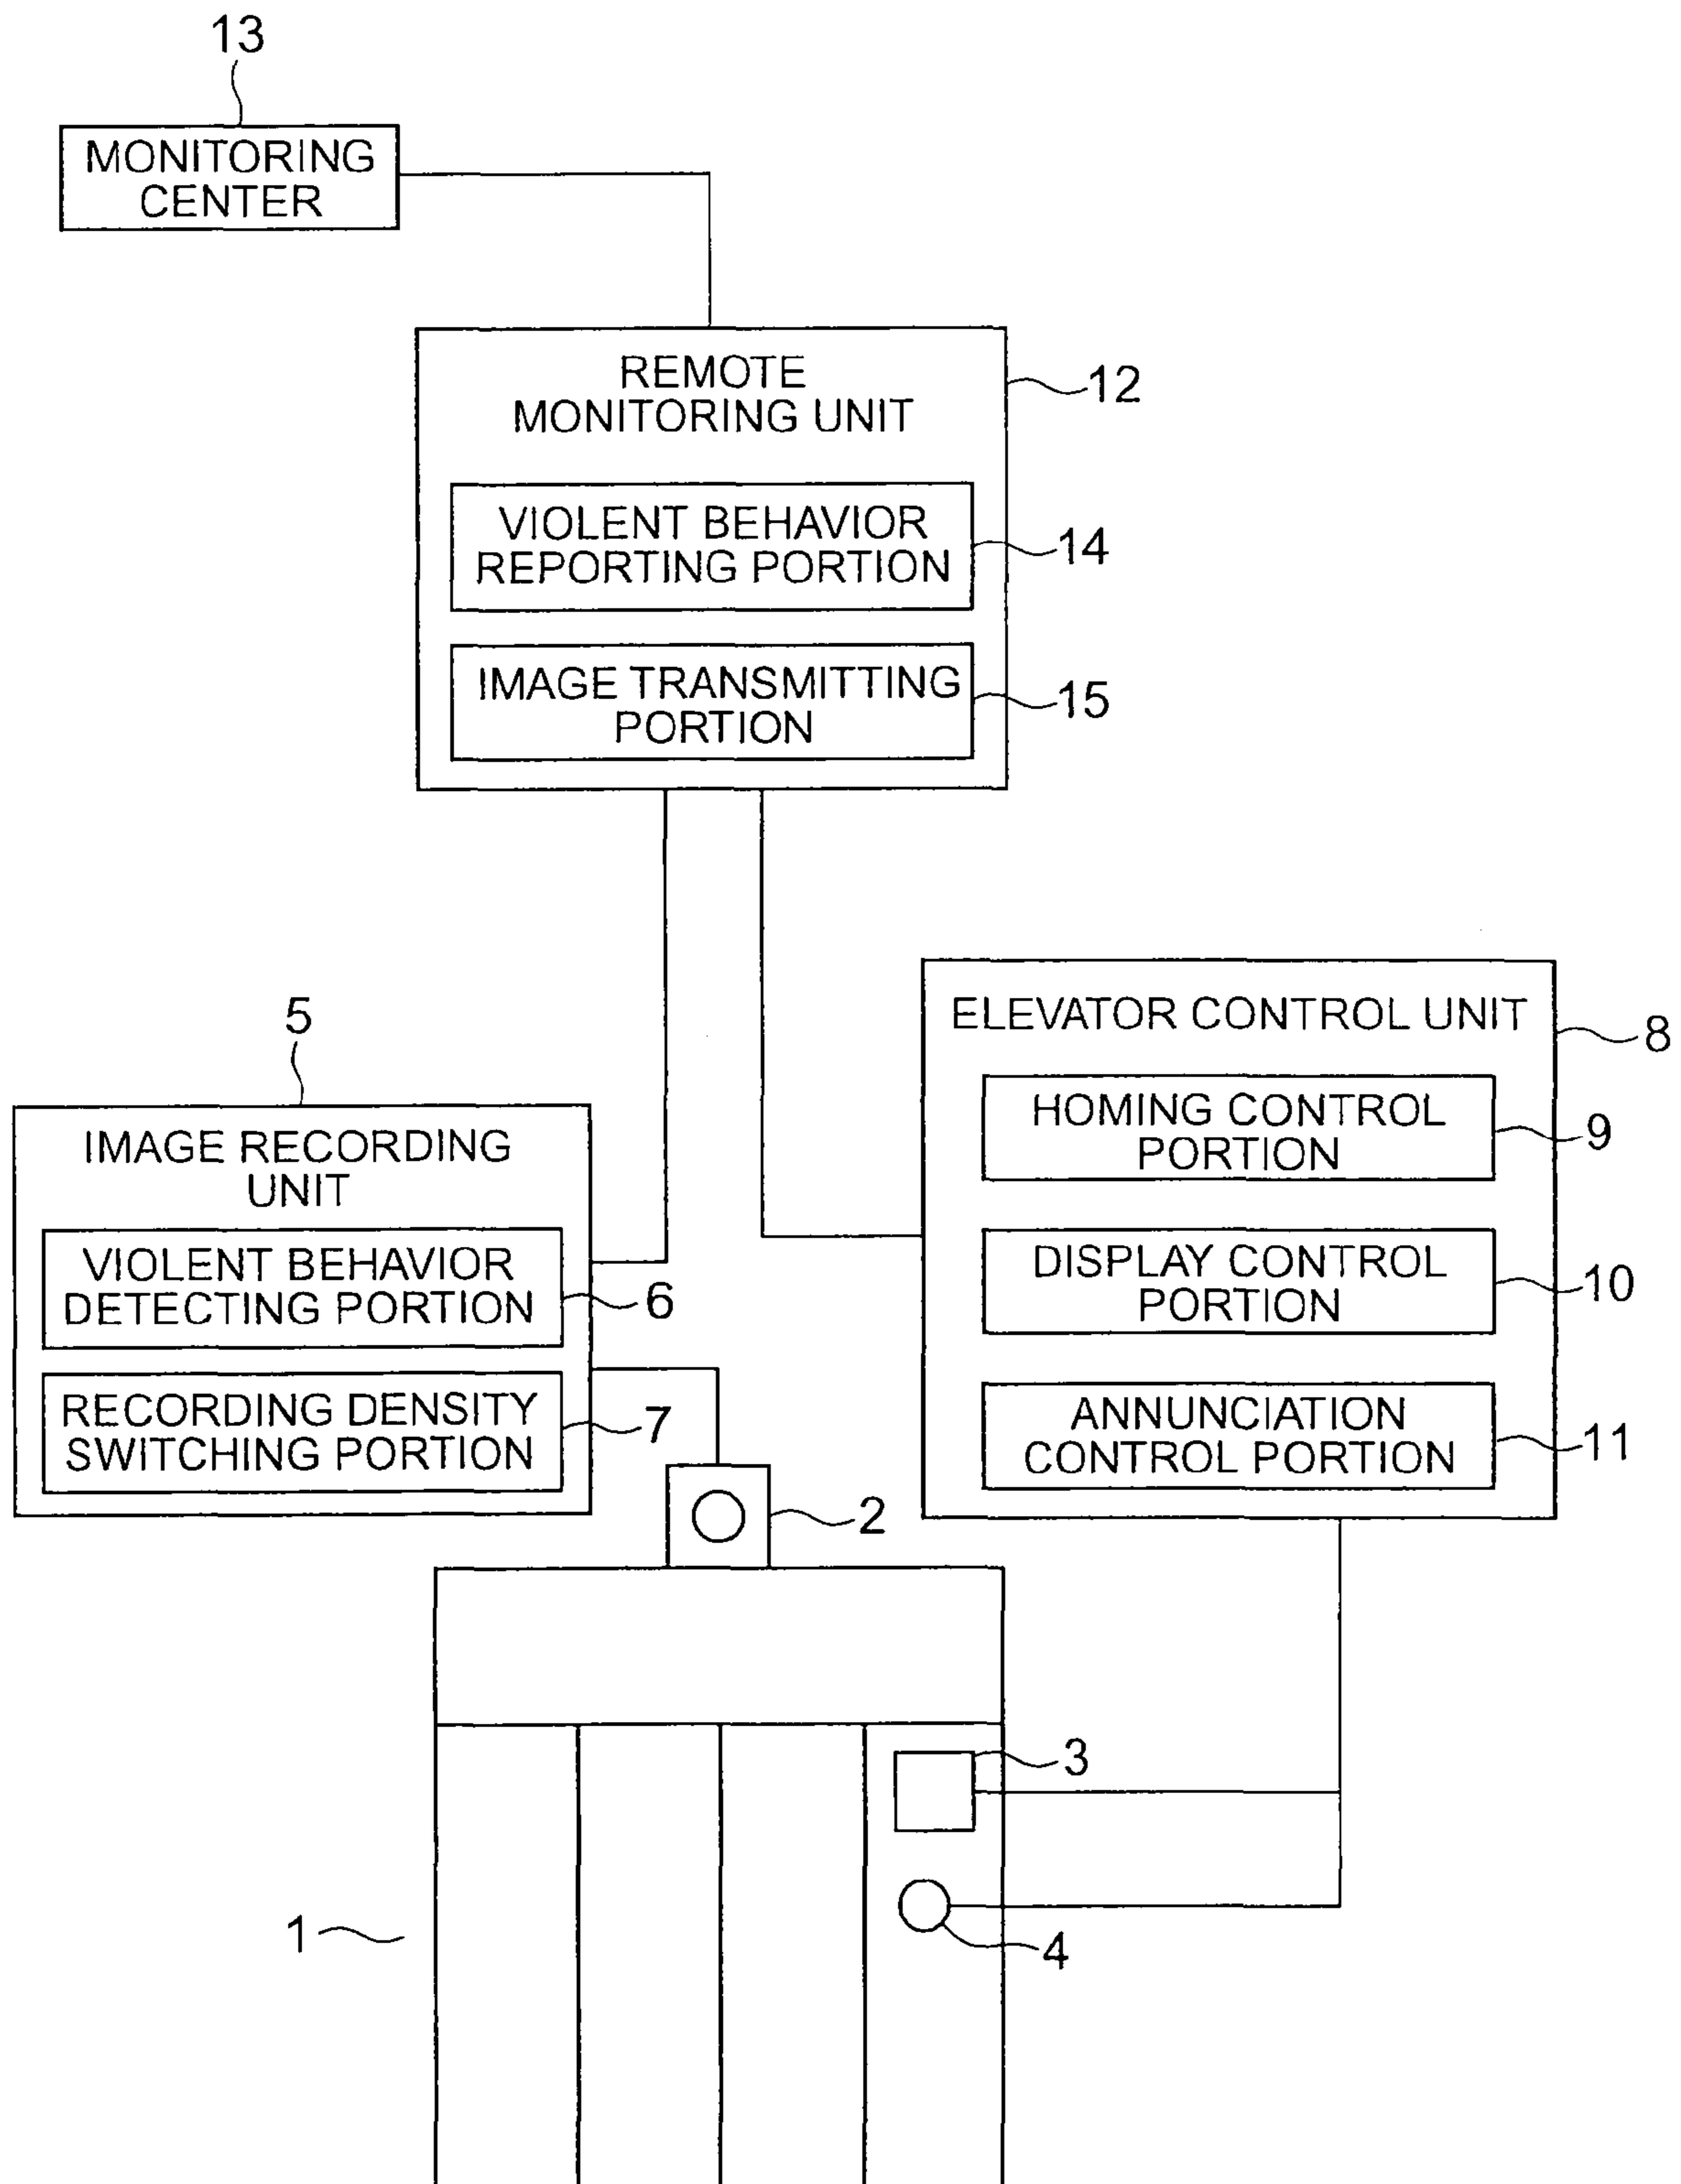 13
MONITORING
CENTER
REMOTE
MONITORING UNIT
12
VIOLENT BEHAVIOR
REPORTING PORTION
14
IMAGE TRANSMITTING
PORTION
15
ELEVATOR CONTROL UNIT
8
HOMING CONTROL
PORTION
9
DISPLAY CONTROL
PORTION
10
ANNUNCIATION
CONTROL PORTION
11
5
IMAGE RECORDING
UNIT
VIOLENT BEHAVIOR
DETECTING PORTION
6
RECORDING DENSITY
SWITCHING PORTION
7
2
3
1
4